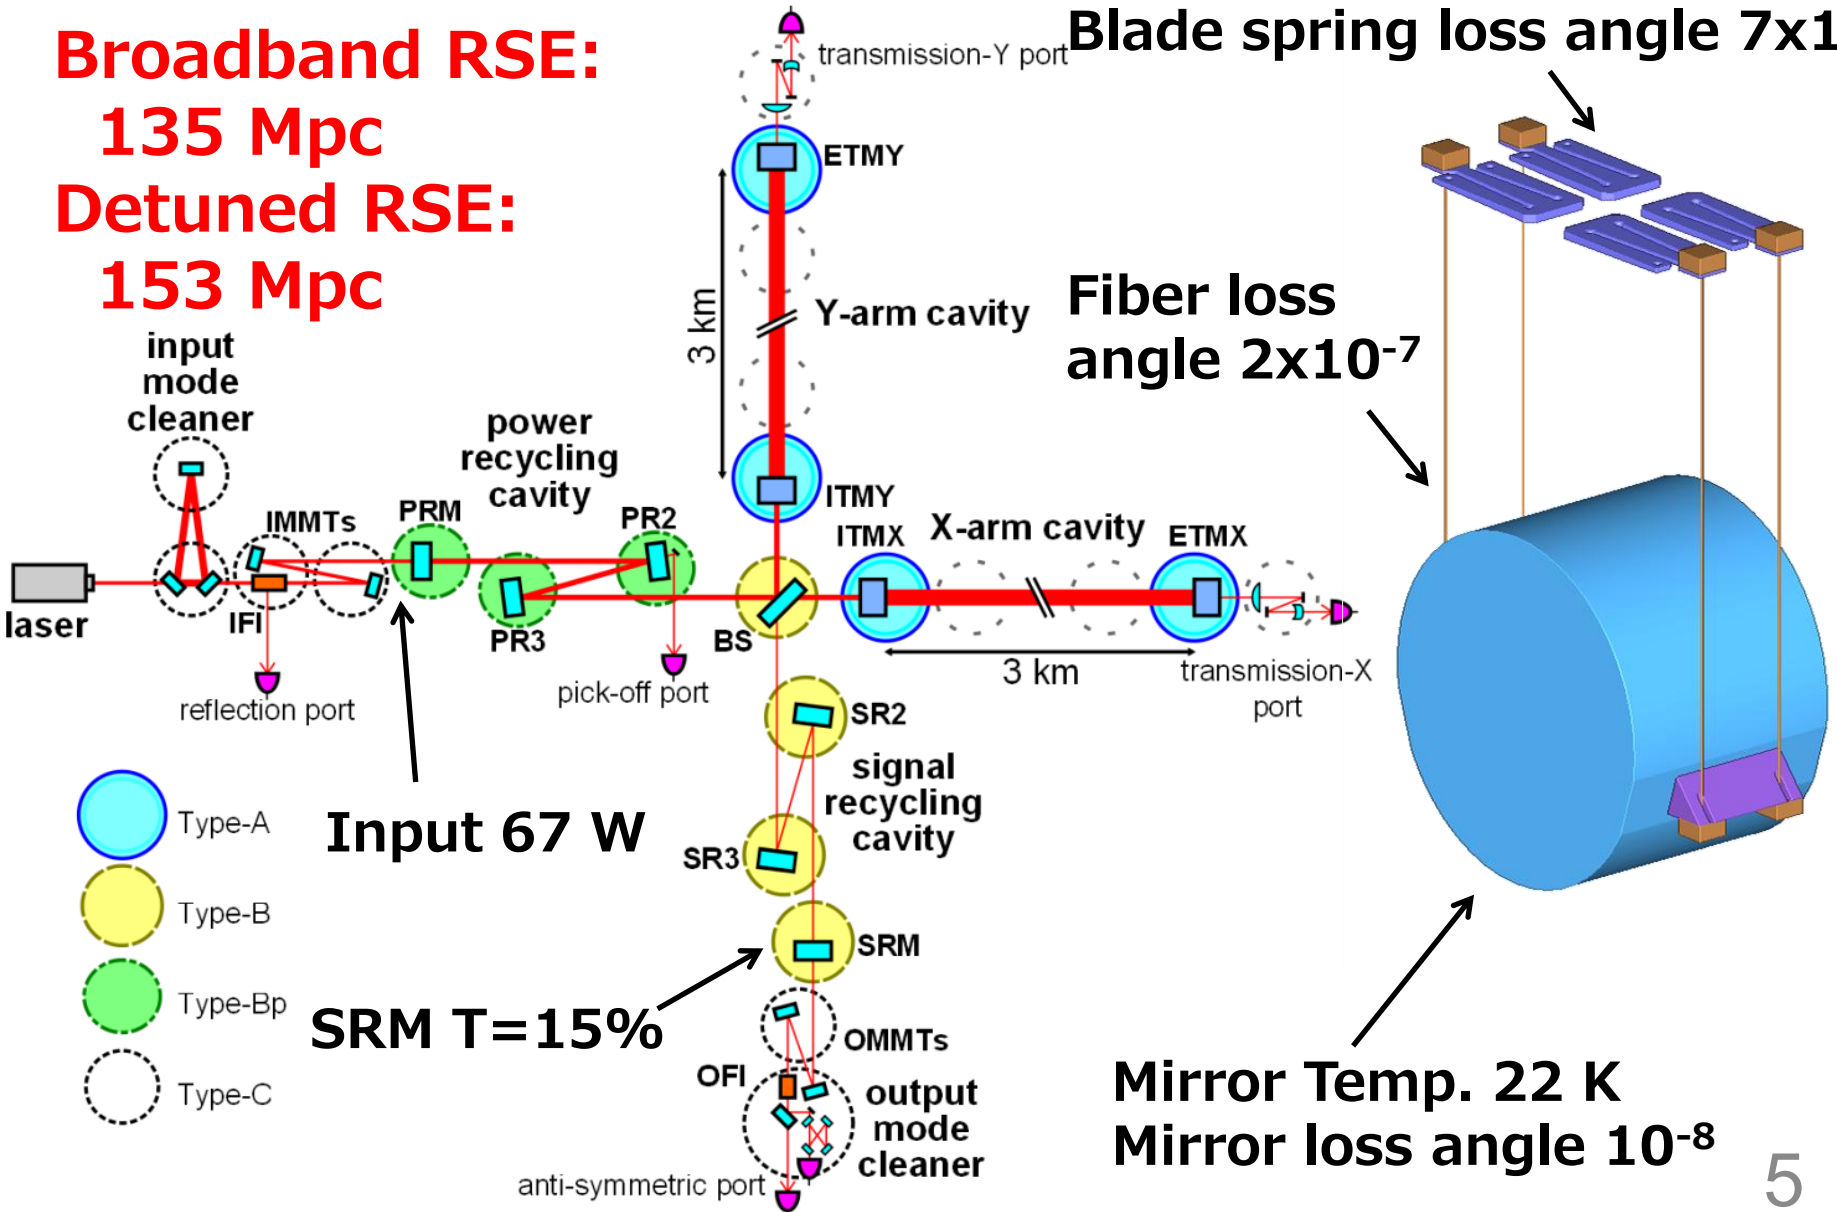 Broadband RSE:
135 Mpc
Detuned RSE:
153 Mpc
transmission-Y port
Blade spring loss angle 7x1
ETMY
3 km
Y-arm cavity
Fiber loss
angle 2x10⁻⁷
input
mode
cleaner
power
recycling
cavity
ITMY
IMMTs
PRM
PR2
ITMX
X-arm cavity
ETMX
laser
IFI
PR3
BS
3 km
transmission-X
port
reflection port
pick-off port
SR2
signal
recycling
cavity
Type-A
Input 67 W
SR3
Type-B
SRM
Type-Bp
SRM T=15%
OMMTs
OFI
output
mode
cleaner
Type-C
Mirror Temp. 22 K
Mirror loss angle 10⁻⁸
anti-symmetric port
5